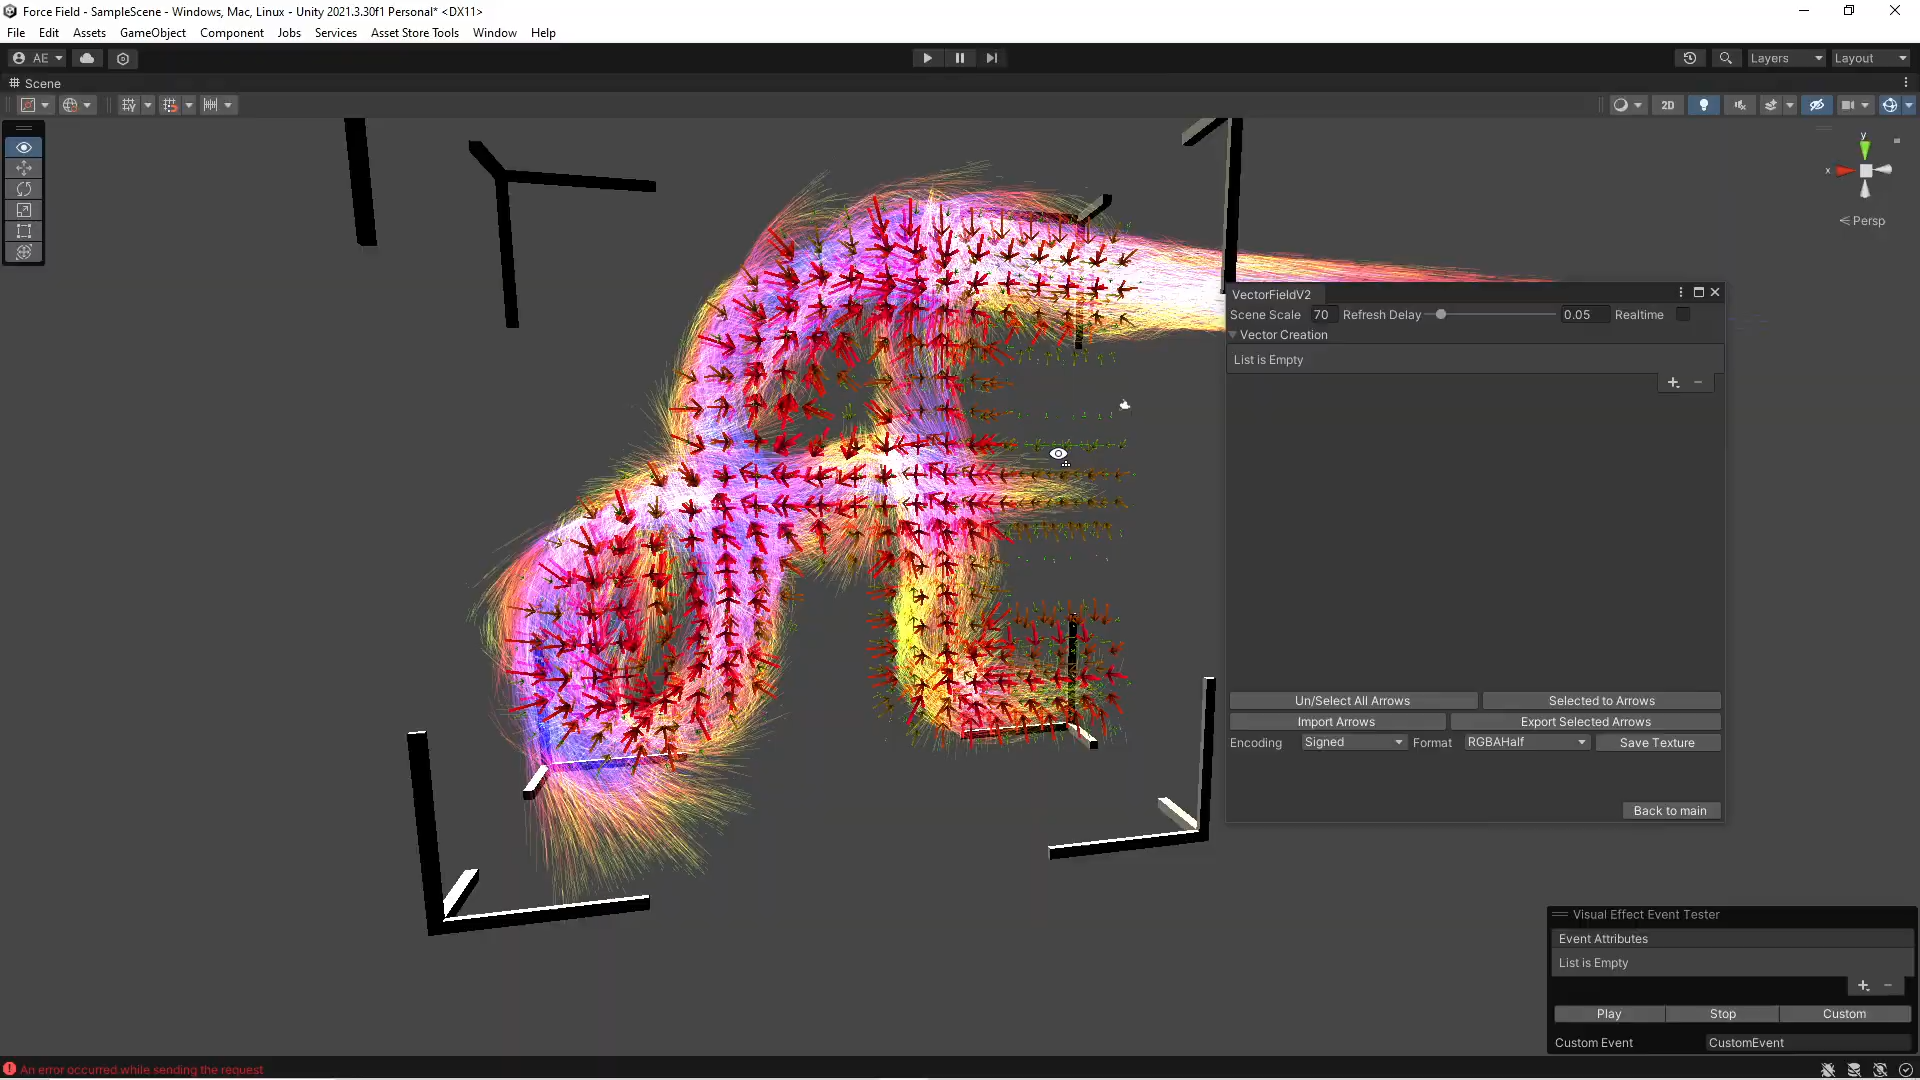 Force Field - SampleScene - Windows, Mac, Linux - Unity 2021.3.30f1 Personal* <DX11>
File Edit Assets GameObject Component Jobs Services Asset Store Tools Window Help
AE Layers Layout
Scene
2D
y
x
< Persp
VectorFieldV2
Scene Scale 70 Refresh Delay 0.05 Realtime
Vector Creation
List is Empty
Un/Select All Arrows Selected to Arrows
Import Arrows Export Selected Arrows
Encoding Signed Format RGBAHalf Save Texture
Back to main
Visual Effect Event Tester
Event Attributes
List is Empty
Play Stop Custom
Custom Event CustomEvent
An error occurred while sending the request